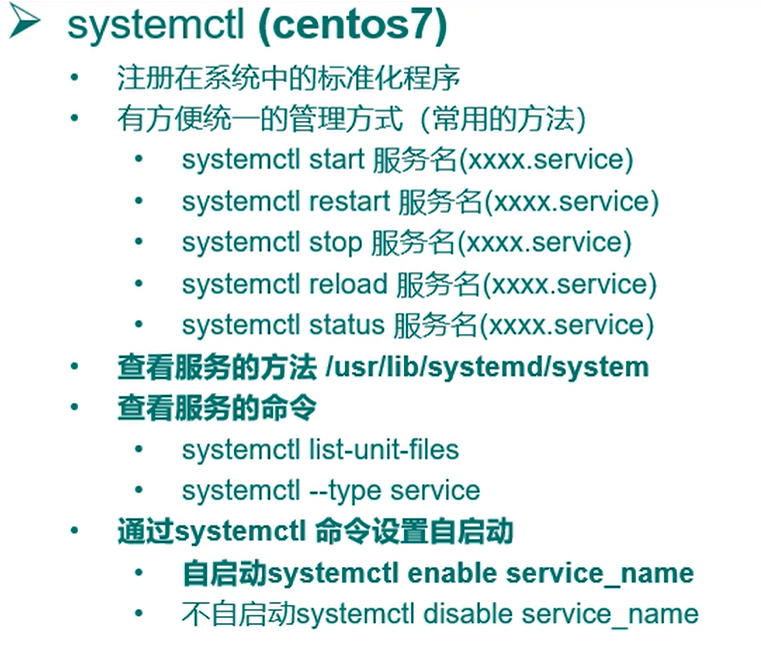 systemctl (centos7)
注册在系统中的标准化程序
有方便统一的管理方式（常用的方法）
systemctl start 服务名(xxxx.service)
systemctl restart 服务名(xxxx.service)
systemctl stop 服务名(xxxx.service)
systemctl reload 服务名(xxxx.service)
systemctl status 服务名(xxxx.service)
查看服务的方法 /usr/lib/systemd/system
查看服务的命令
systemctl list-unit-files
systemctl --type service
通过systemctl 命令设置自启动
自启动systemctl enable service_name
不自启动systemctl disable service_name